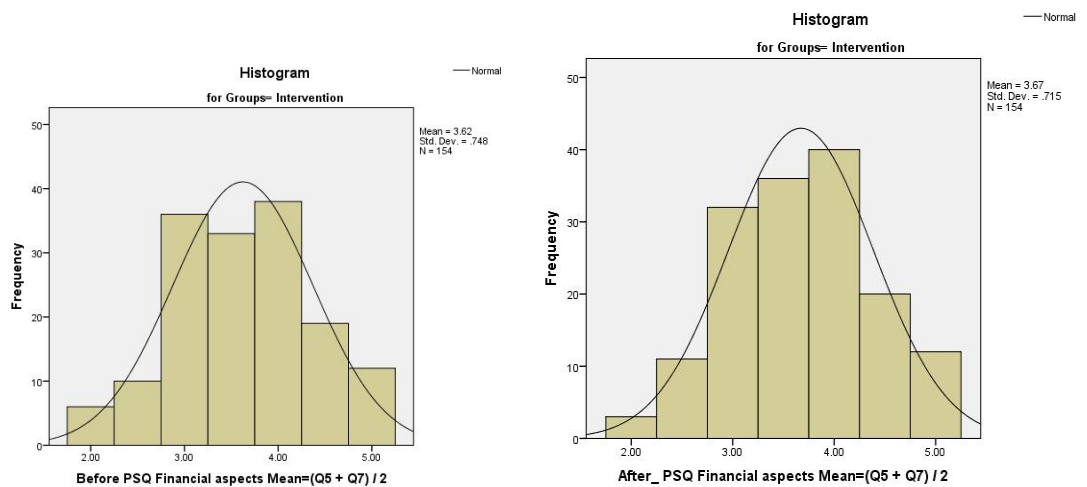 Histogram
Normal
for Groups= Intervention
Mean = 3.62
Std. Dev. = .748
N = 154
50
40
30
20
10
0
Frequency
2.00 3.00 4.00 5.00
Before PSQ Financial aspects Mean=(Q5 + Q7) / 2
Histogram
Normal
for Groups= Intervention
Mean = 3.67
Std. Dev. = .715
N = 154
50
40
30
20
10
0
Frequency
2.00 3.00 4.00 5.00
After_ PSQ Financial aspects Mean=(Q5 + Q7) / 2